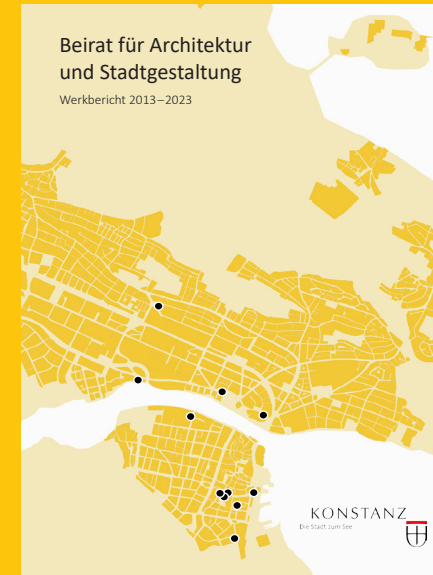 Beirat für Architektur
und Stadtgestaltung
Werkbericht 2013–2023
KONSTANZ
Die Stadt zum See